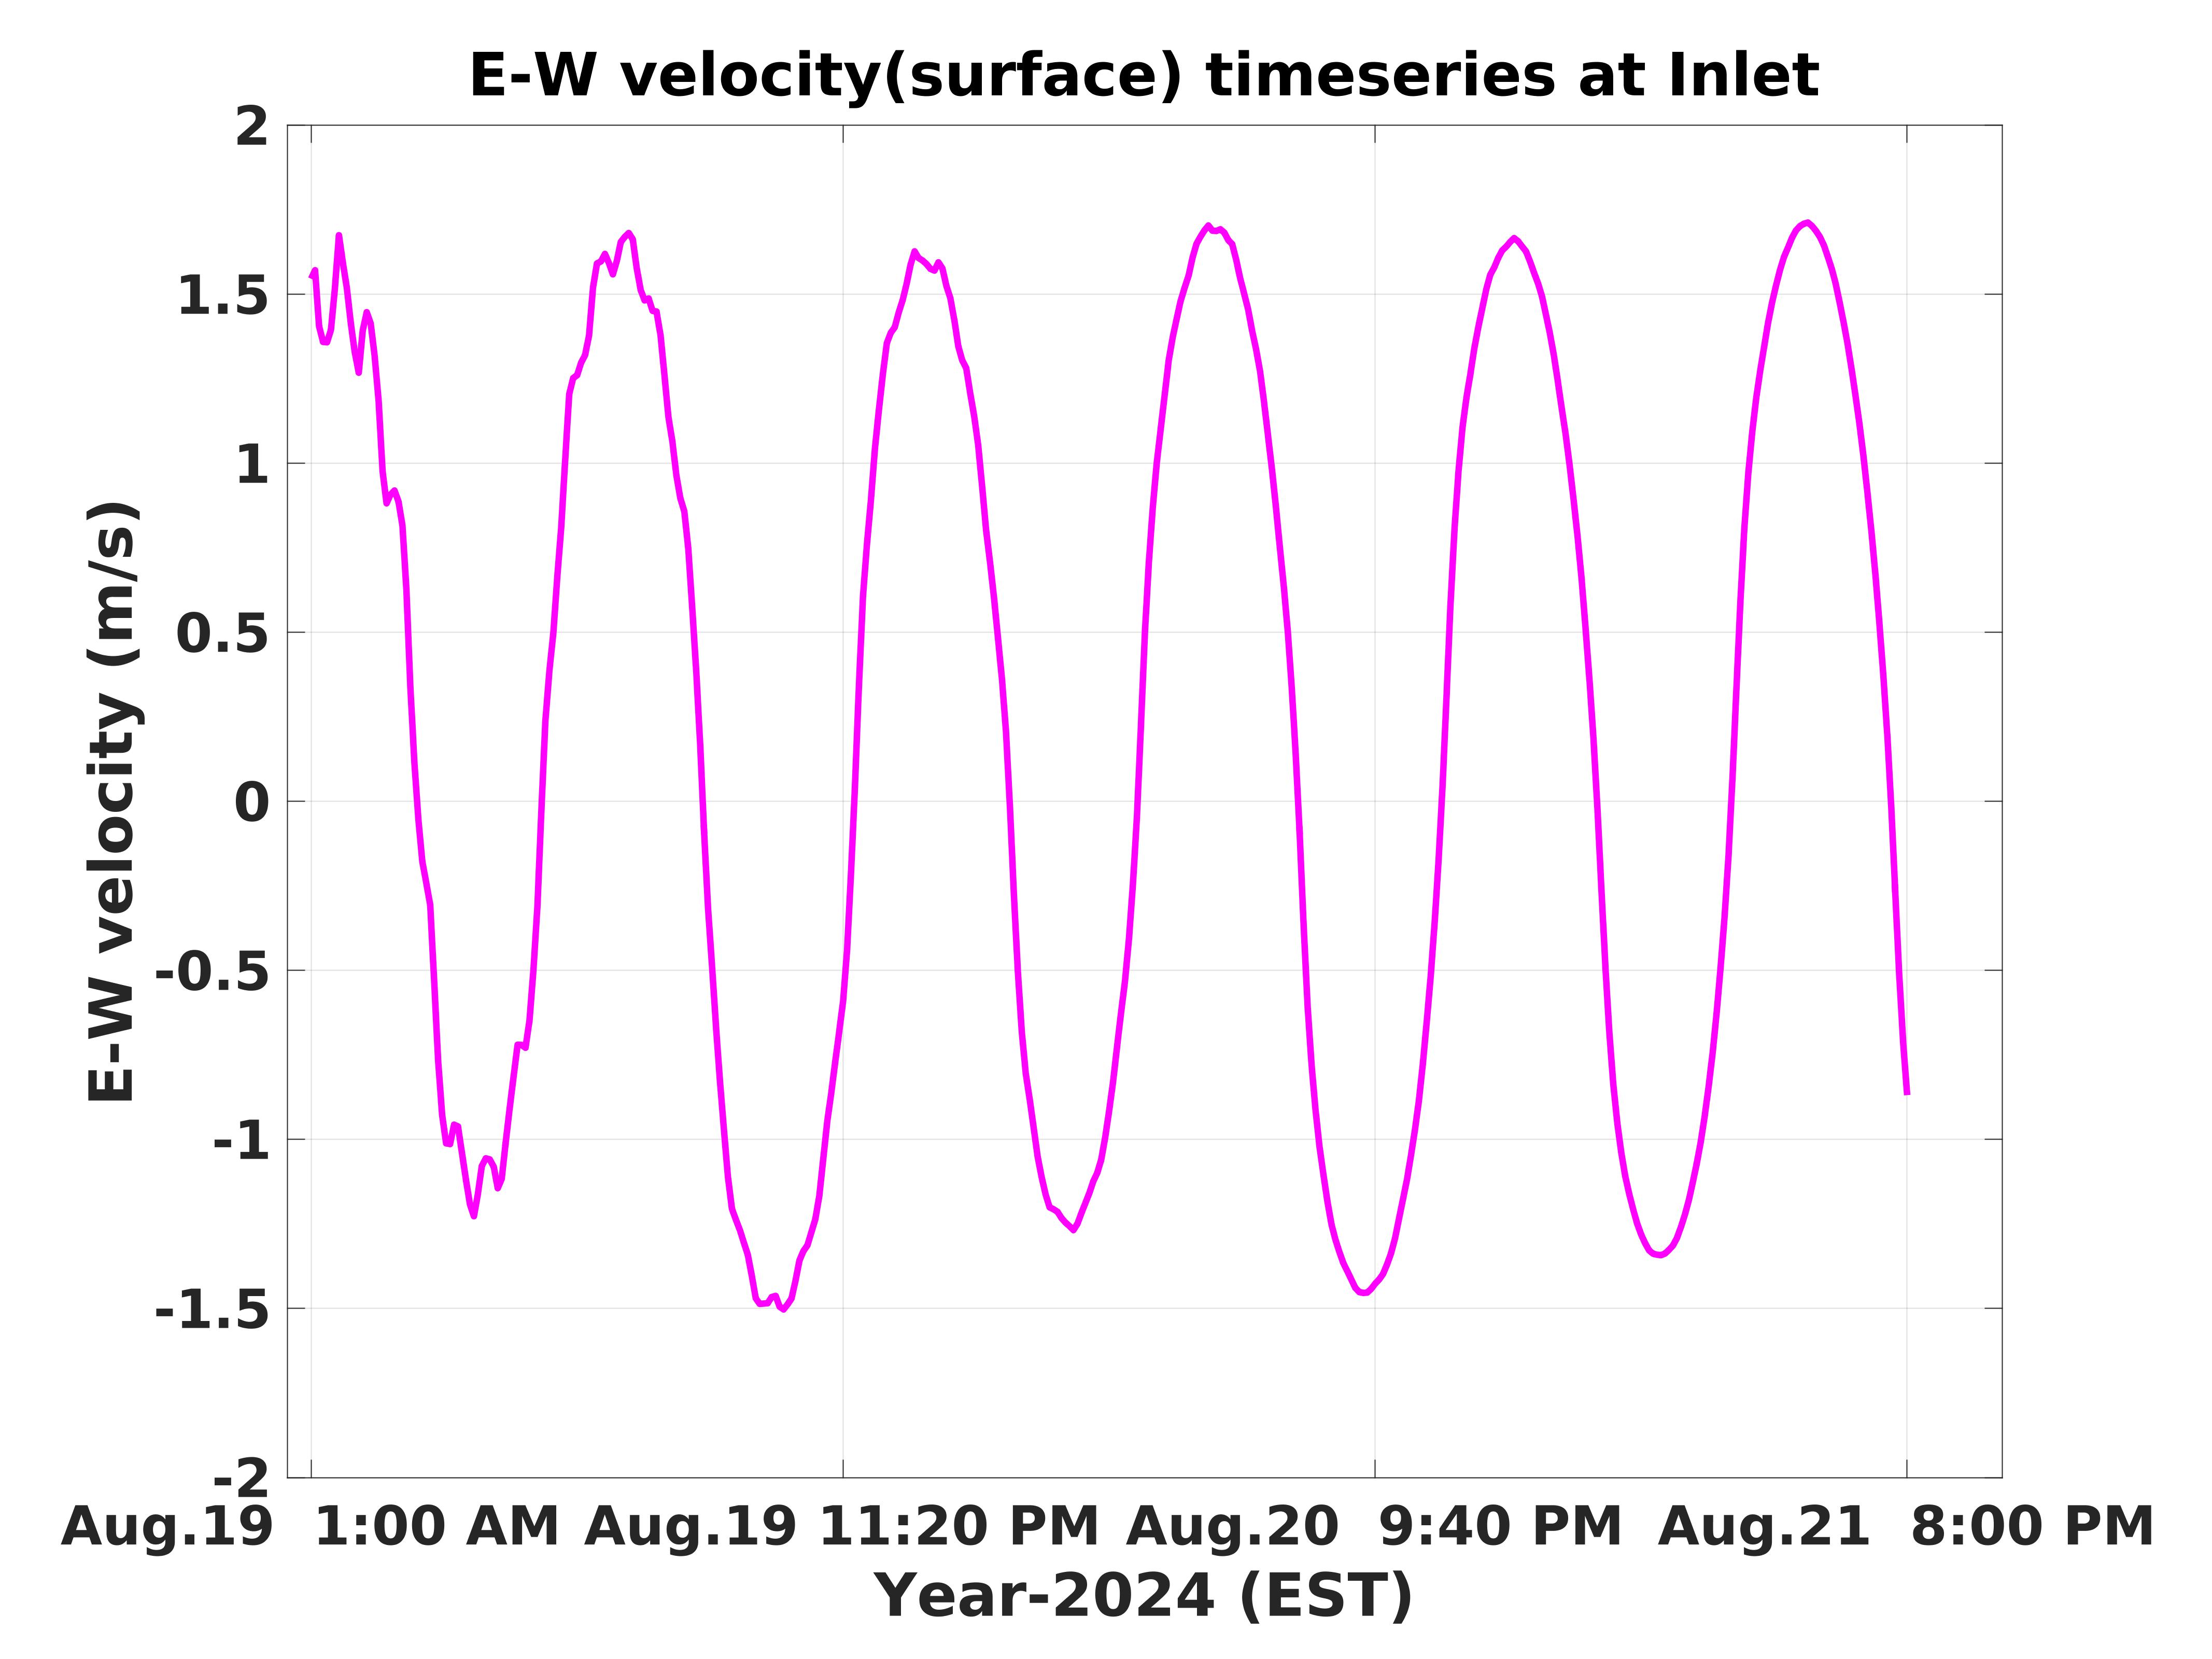 E-W velocity(surface) timeseries at Inlet
E-W velocity (m/s)
2
1.5
1
0.5
0
-0.5
-1
-1.5
-2
Aug.19  1:00 AM Aug.19 11:20 PM Aug.20  9:40 PM Aug.21  8:00 PM
Year-2024 (EST)